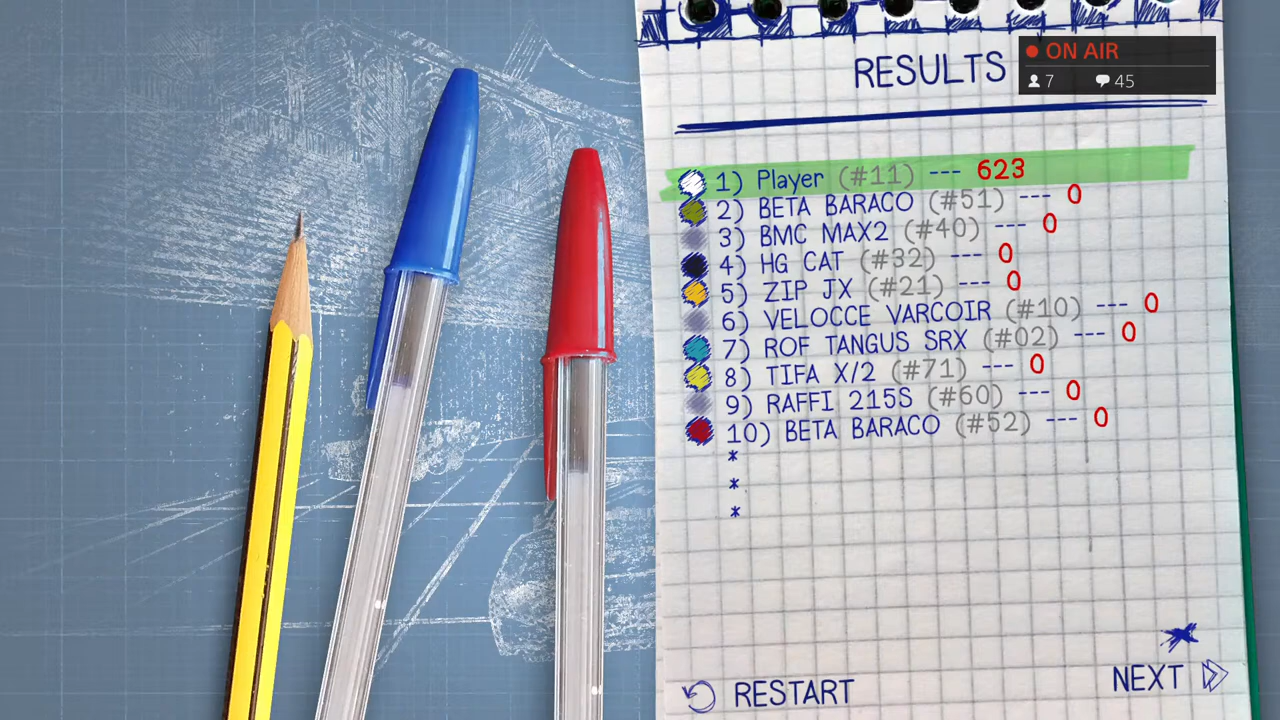 RESULTS
ON AIR
7 45
1) Player (#11) --- 623
2) BETA BARACO (#51) --- 0
3) BMC MAX2 (#40) --- 0
4) HG CAT (#32) --- 0
5) ZIP JX (#21) --- 0
6) VELOCCE VARCOIR (#10) --- 0
7) ROF TANGUS SRX (#02) --- 0
8) TIFA X/2 (#71) --- 0
9) RAFFI 215S (#60) --- 0
10) BETA BARACO (#52) --- 0
*
*
*
NEXT
RESTART